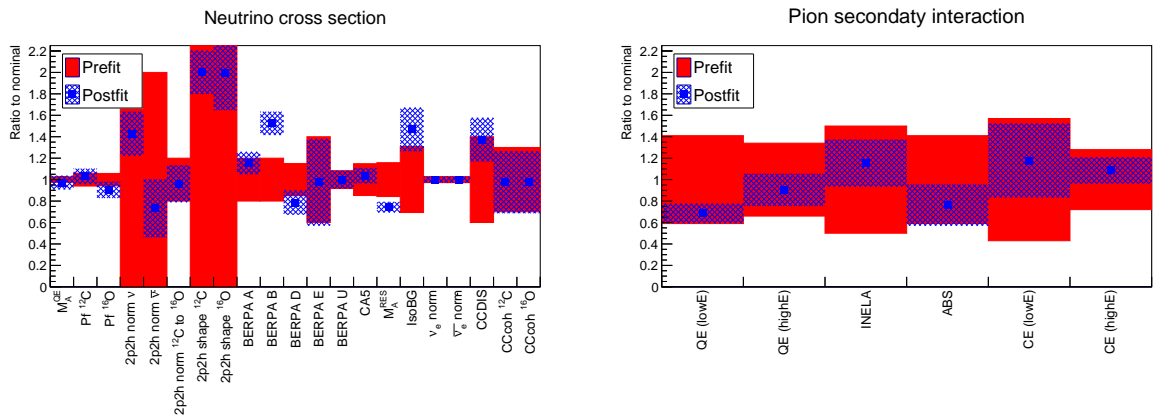 Neutrino cross section
Ratio to nominal
2.2
2
1.8
1.6
1.4
1.2
1
0.8
0.6
0.4
0.2
0
Prefit
Postfit
M_A^QE
Pf ¹²C
Pf ¹⁶O
2p2h norm ν
2p2h norm ν̅
2p2h norm ¹²C to ¹⁶O
2p2h shape ¹²C
2p2h shape ¹⁶O
BERPA A
BERPA B
BERPA D
BERPA E
BERPA U
CA5
M_A^RES
IsoBG
ν_e norm
ν̅_e norm
CCDIS
CCcoh ¹²C
CCcoh ¹⁶O
Pion secondaty interaction
Ratio to nominal
2.2
2
1.8
1.6
1.4
1.2
1
0.8
0.6
0.4
0.2
0
Prefit
Postfit
QE (lowE)
QE (highE)
INELA
ABS
CE (lowE)
CE (highE)